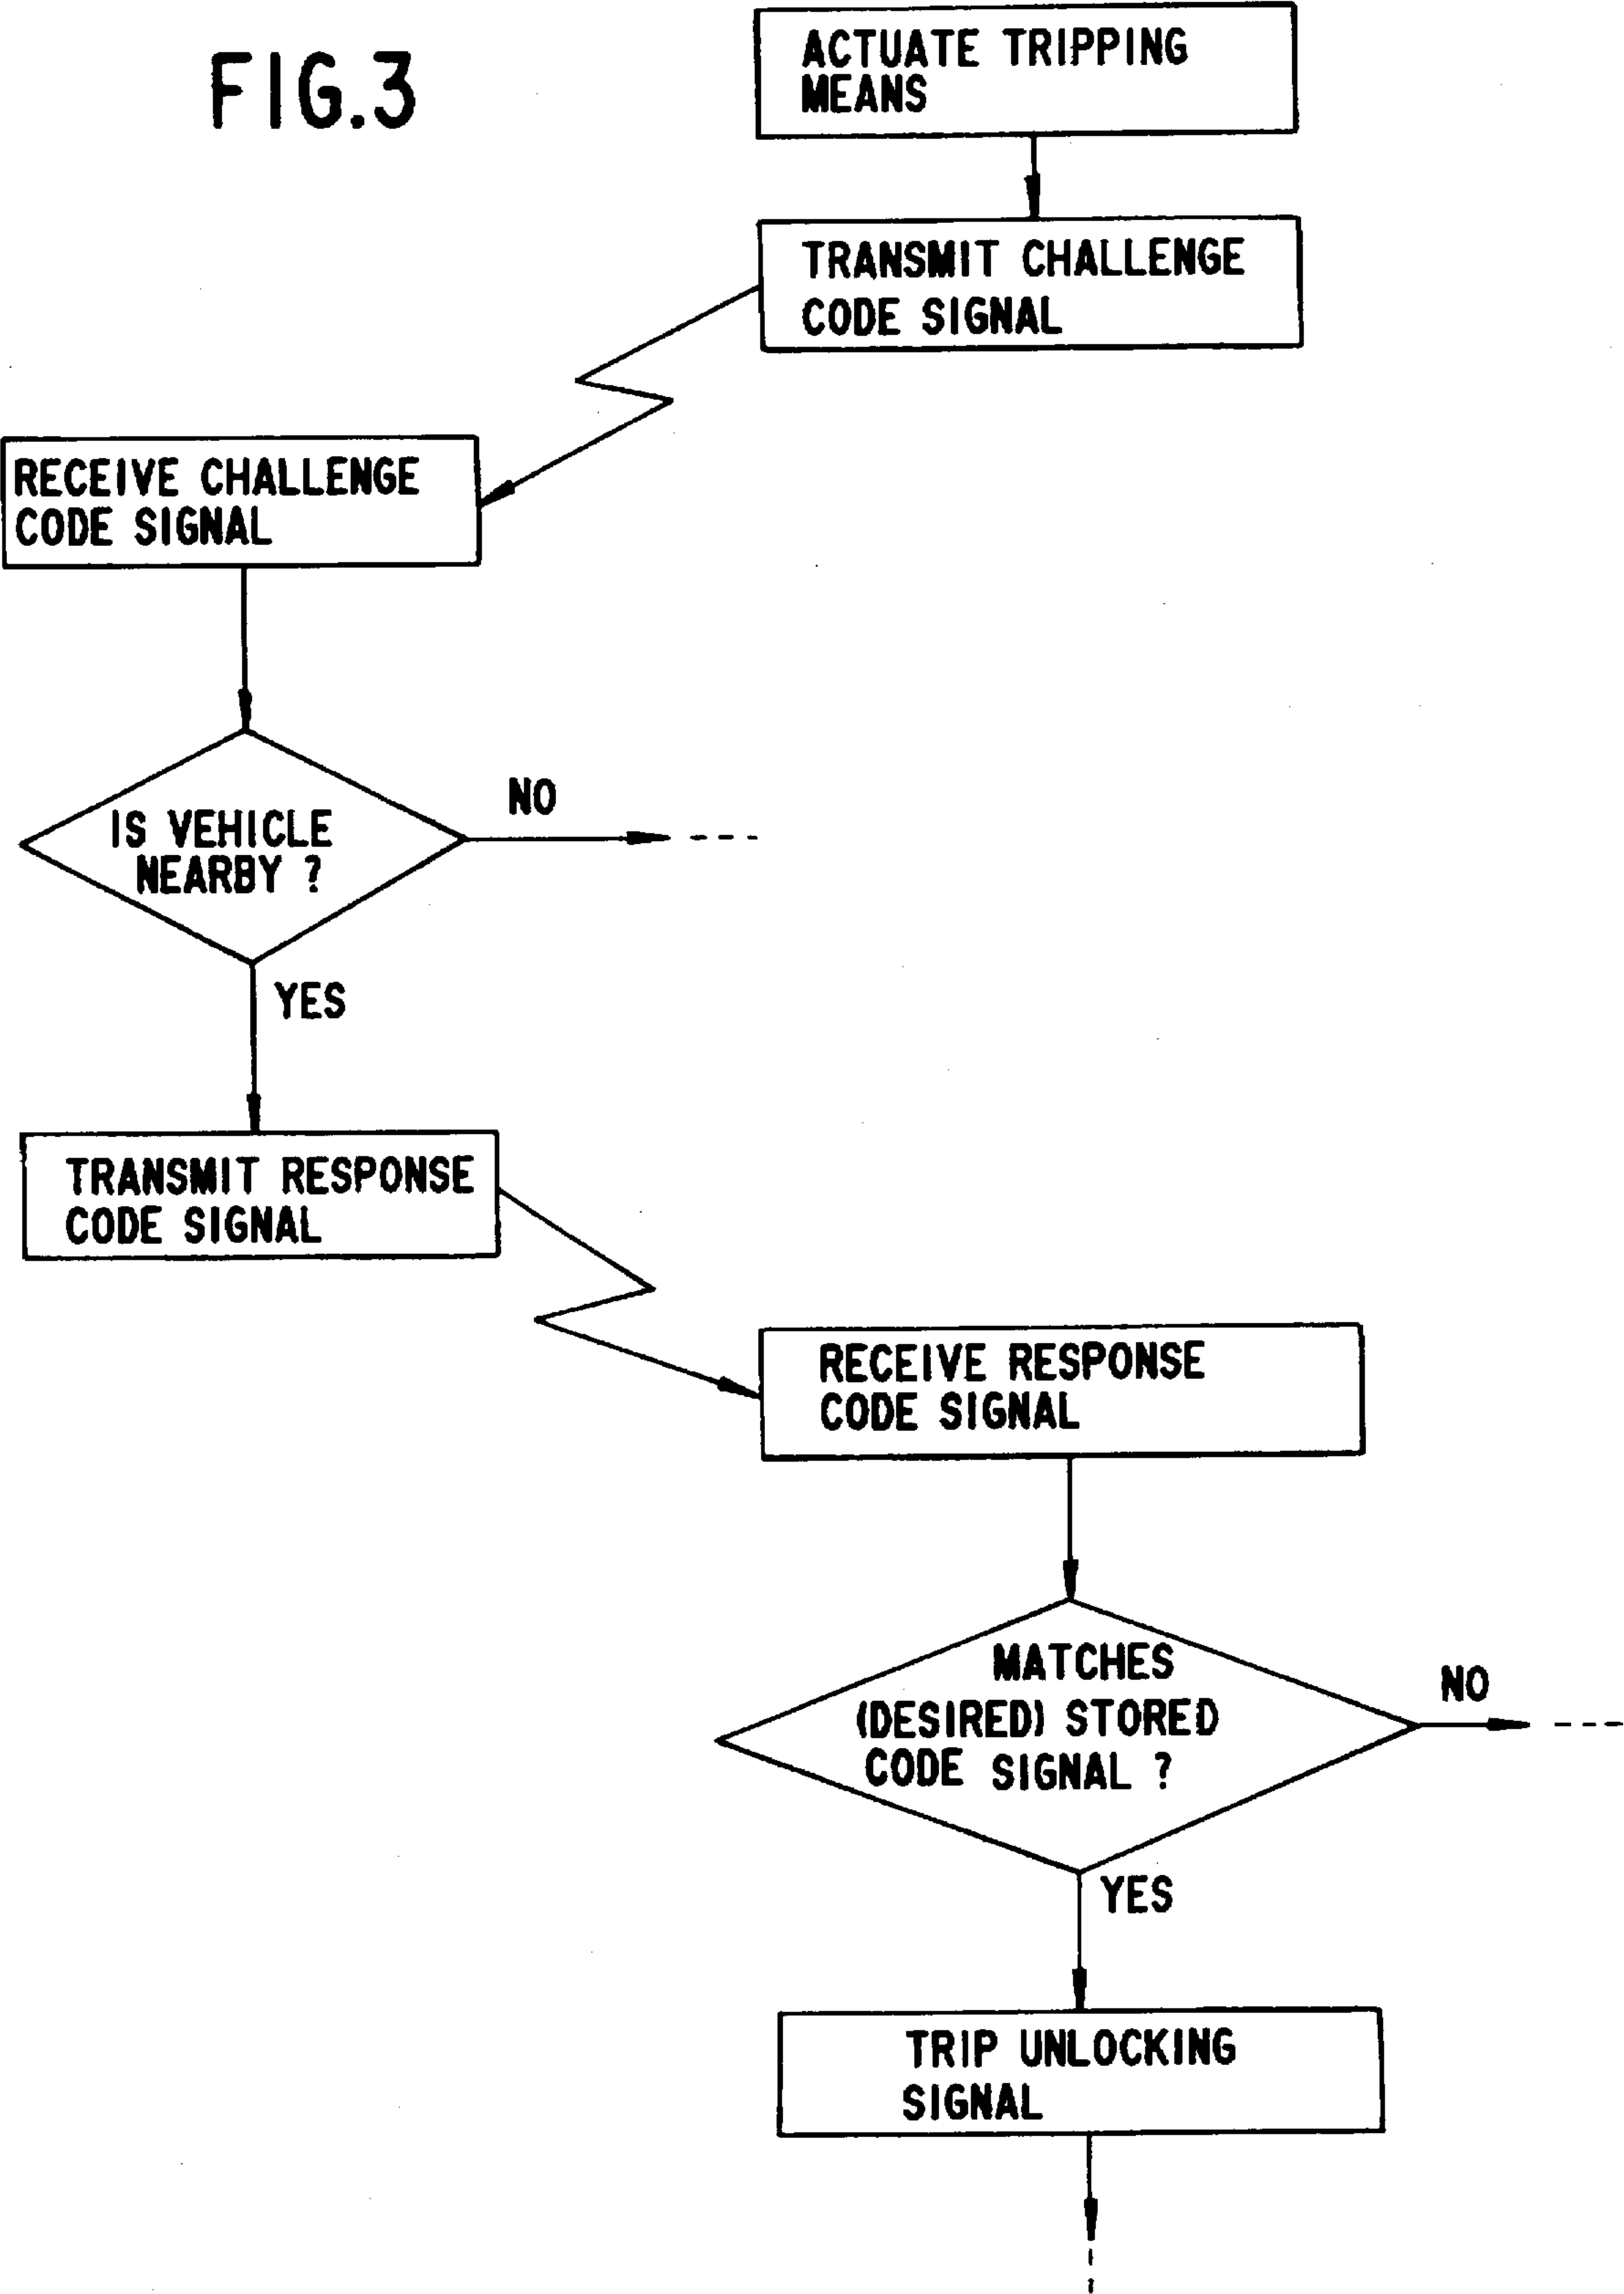 FIG.3
ACTUATE TRIPPING
MEANS
TRANSMIT CHALLENGE
CODE SIGNAL
RECEIVE CHALLENGE
CODE SIGNAL
IS VEHICLE
NEARBY ?
NO
YES
TRANSMIT RESPONSE
CODE SIGNAL
RECEIVE RESPONSE
CODE SIGNAL
MATCHES
(DESIRED) STORED
CODE SIGNAL ?
NO
YES
TRIP UNLOCKING
SIGNAL